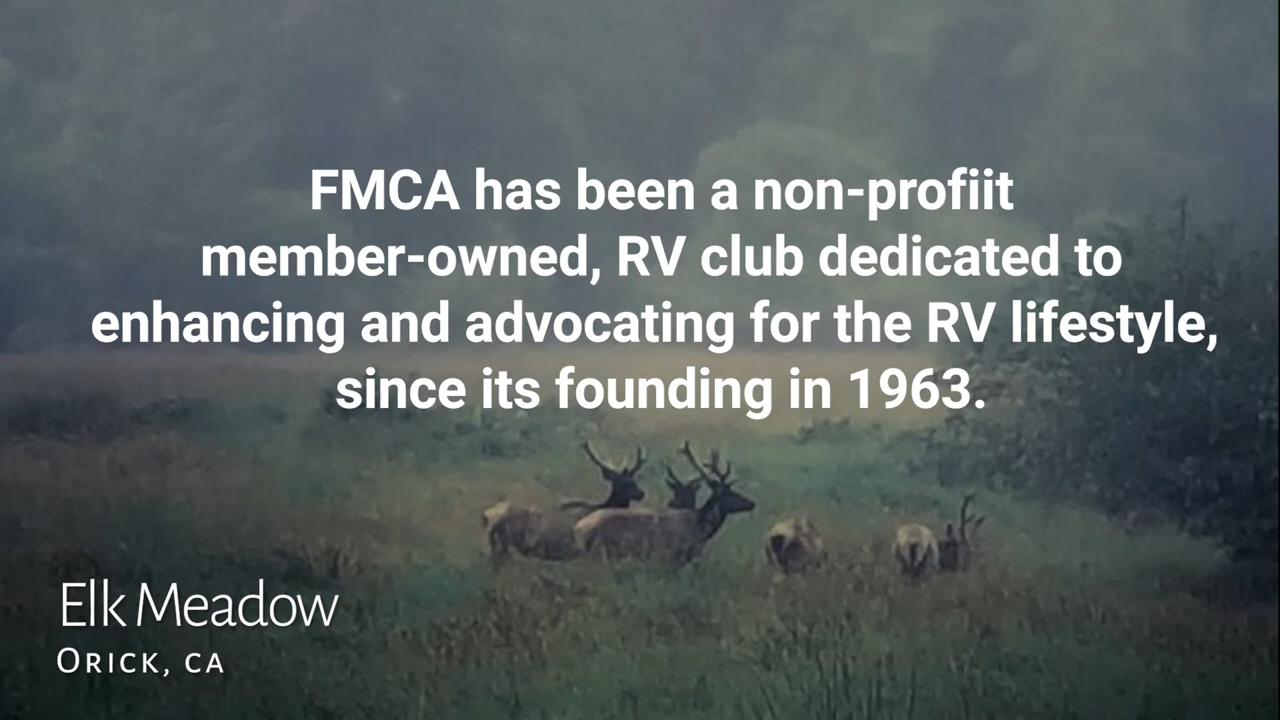 FMCA has been a non-profiit
member-owned, RV club dedicated to
enhancing and advocating for the RV lifestyle,
since its founding in 1963.
Elk Meadow
Orick, CA